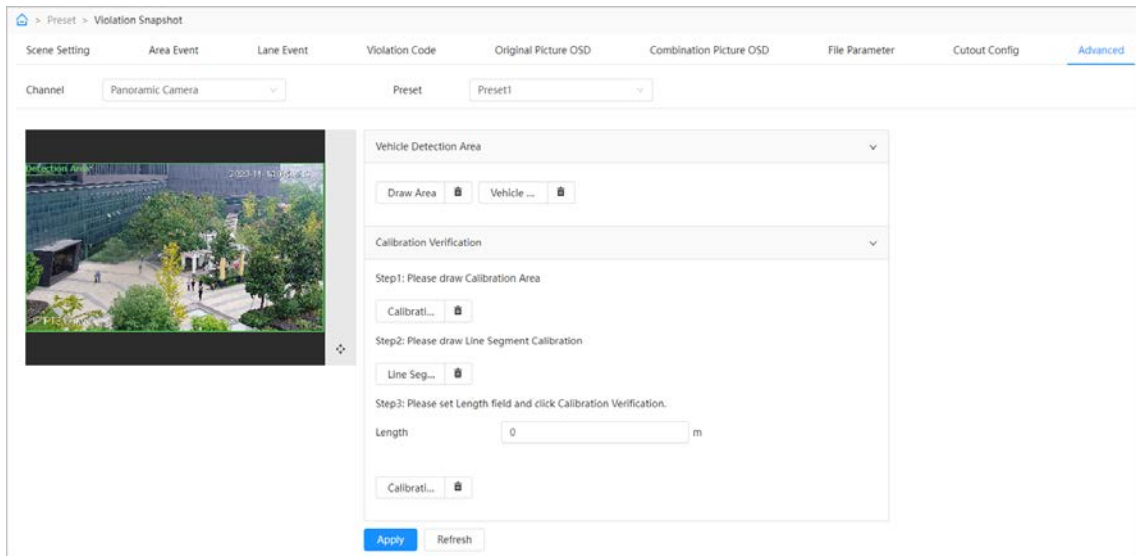 > Preset > Violation Snapshot
Scene Setting Area Event Lane Event Violation Code Original Picture OSD Combination Picture OSD File Parameter Cutout Config Advanced
Channel Panoramic Camera Preset Preset1
Detection Area
Vehicle Detection Area
Draw Area Vehicle ...
Calibration Verification
Step1: Please draw Calibration Area
Calibrati...
Step2: Please draw Line Segment Calibration
Line Seg...
Step3: Please set Length field and click Calibration Verification.
Length 0 m
Calibrati...
Apply Refresh